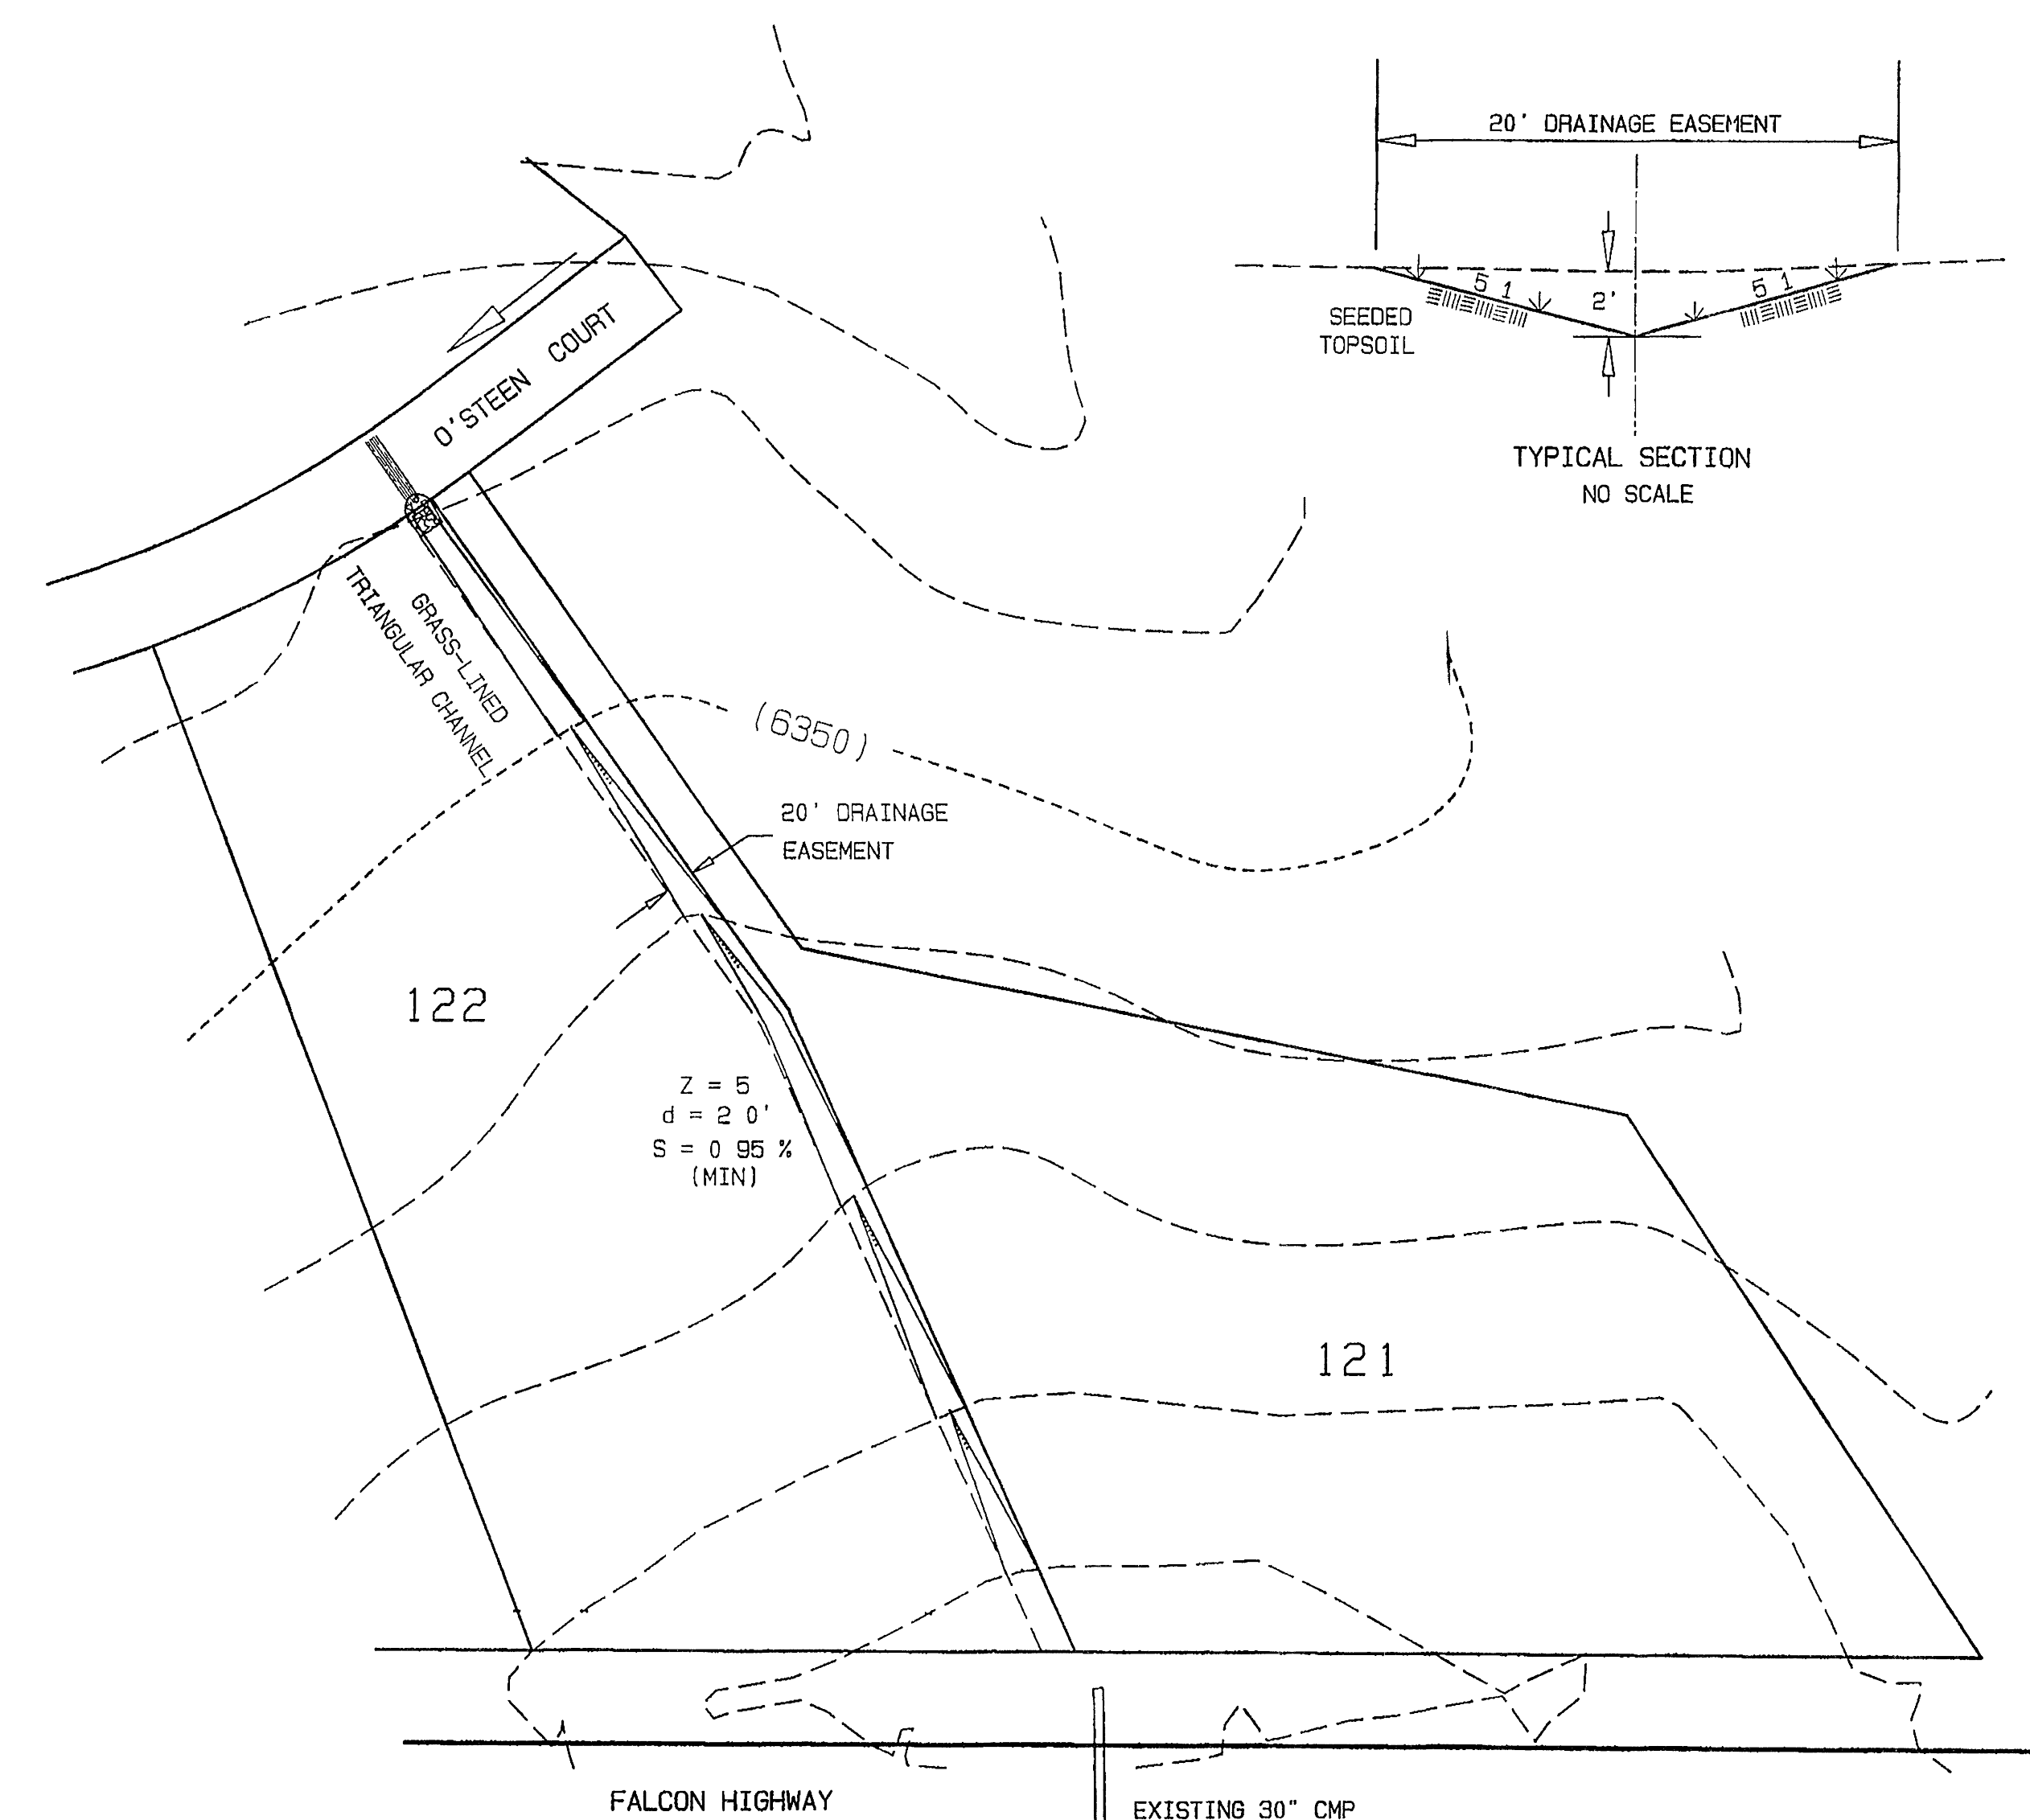 20' DRAINAGE EASEMENT
5 1
2'
5 1
SEEDED
TOPSOIL
TYPICAL SECTION
NO SCALE
O'STEEN COURT
GRASS-LINED
TRIANGULAR CHANNEL
(6350)
20' DRAINAGE
EASEMENT
122
Z = 5
d = 2 0'
S = 0 95 %
(MIN)
121
FALCON HIGHWAY
EXISTING 30" CMP